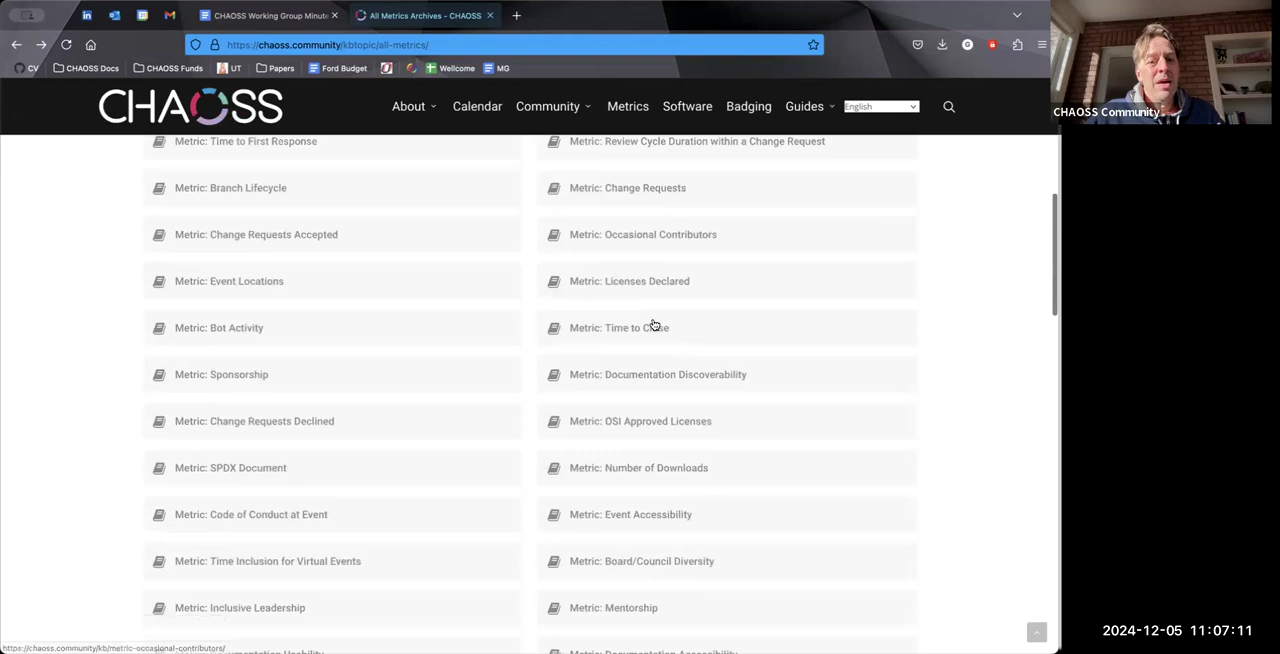 CHAOSS Working Group Minut
All Metrics Archives - CHAOSS
https://chaoss.community/kbtopic/all-metrics/
CV
CHAOSS Docs
CHAOSS Funds
UT
Papers
Ford Budget
Wellcome
MG
CHAOSS
About
Calendar
Community
Metrics
Software
Badging
Guides
English
CHAOSS Community
Metric: Time to First Response
Metric: Review Cycle Duration within a Change Request
Metric: Branch Lifecycle
Metric: Change Requests
Metric: Change Requests Accepted
Metric: Occasional Contributors
Metric: Event Locations
Metric: Licenses Declared
Metric: Bot Activity
Metric: Time to Close
Metric: Sponsorship
Metric: Documentation Discoverability
Metric: Change Requests Declined
Metric: OSI Approved Licenses
Metric: SPDX Document
Metric: Number of Downloads
Metric: Code of Conduct at Event
Metric: Event Accessibility
Metric: Time Inclusion for Virtual Events
Metric: Board/Council Diversity
Metric: Inclusive Leadership
Metric: Mentorship
https://chaoss.community/kb/metric-occasional-contributors/
2024-12-05 11:07:11